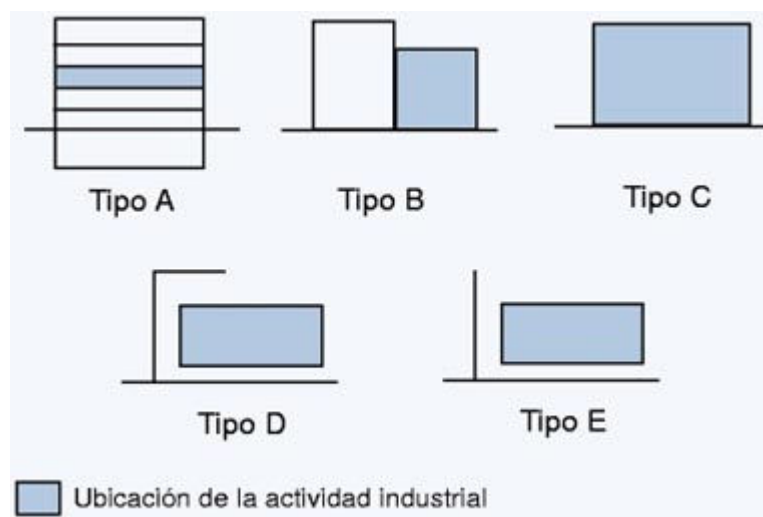 Tipo A
Tipo B
Tipo C
Tipo D
Tipo E
Ubicación de la actividad industrial